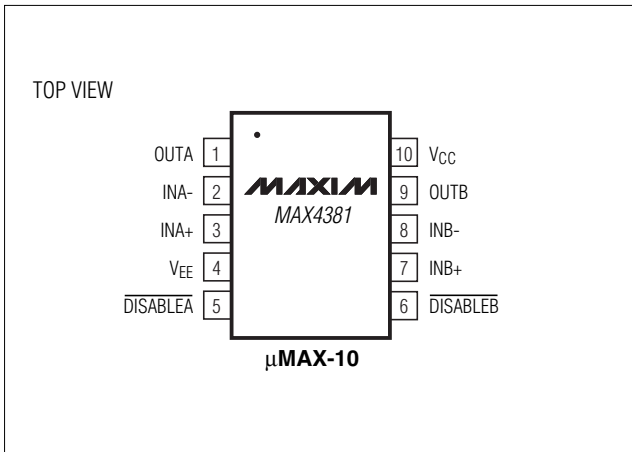 TOP VIEW
OUTA 1 10 VCC
MAXIM
INA- 2 9 OUTB
MAX4381
INA+ 3 8 INB-
VEE 4 7 INB+
DISABLEA 5 6 DISABLEB
μMAX-10